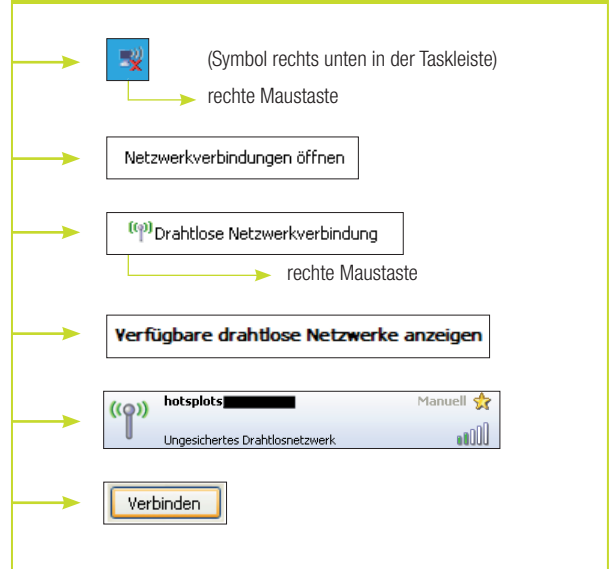 (Symbol rechts unten in der Taskleiste)
rechte Maustaste
Netzwerkverbindungen öffnen
Drahtlose Netzwerkverbindung
rechte Maustaste
Verfügbare drahtlose Netzwerke anzeigen
hotsplots Manuell
Ungesichertes Drahtlosnetzwerk
Verbinden